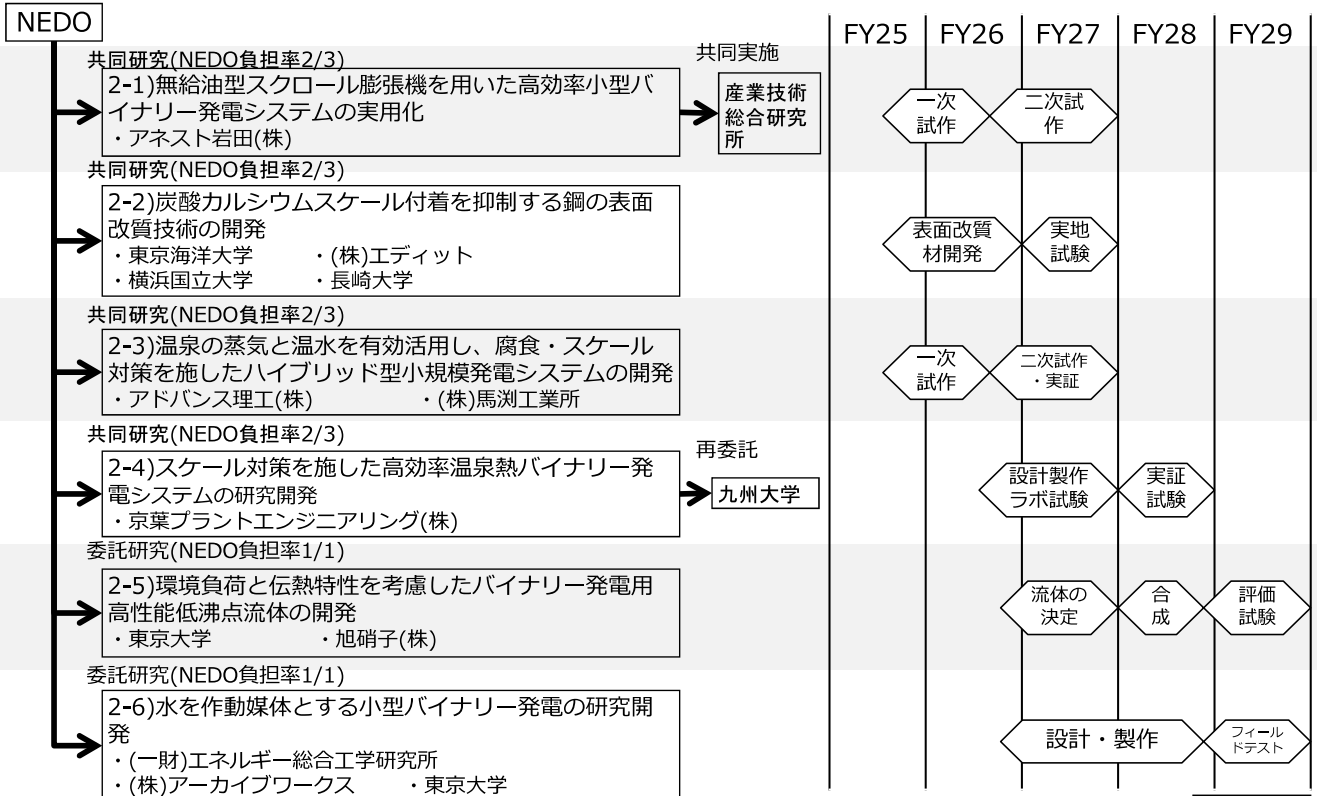 NEDO
FY25 FY26 FY27 FY28 FY29
共同研究(NEDO負担率2/3)
共同実施
2-1)無給油型スクロール膨張機を用いた高効率小型バ
イナリー発電システムの実用化
・アネスト岩田(株)
産業技術
総合研究
所
一次
試作
二次試
作
共同研究(NEDO負担率2/3)
2-2)炭酸カルシウムスケール付着を抑制する鋼の表面
改質技術の開発
・東京海洋大学 ・(株)エディット
・横浜国立大学 ・長崎大学
表面改質
材開発
実地
試験
共同研究(NEDO負担率2/3)
2-3)温泉の蒸気と温水を有効活用し、腐食・スケール
対策を施したハイブリッド型小規模発電システムの開発
・アドバンス理工(株) ・(株)馬渕工業所
一次
試作
二次試作
・実証
共同研究(NEDO負担率2/3)
再委託
2-4)スケール対策を施した高効率温泉熱バイナリー発
電システムの研究開発
・京葉プラントエンジニアリング(株)
九州大学
設計製作
ラボ試験
実証
試験
委託研究(NEDO負担率1/1)
2-5)環境負荷と伝熱特性を考慮したバイナリー発電用
高性能低沸点流体の開発
・東京大学 ・旭硝子(株)
流体の
決定
合
成
評価
試験
委託研究(NEDO負担率1/1)
2-6)水を作動媒体とする小型バイナリー発電の研究開
発
・(一財)エネルギー総合工学研究所
・(株)アーカイブワークス ・東京大学
設計・製作
フィール
ドテスト